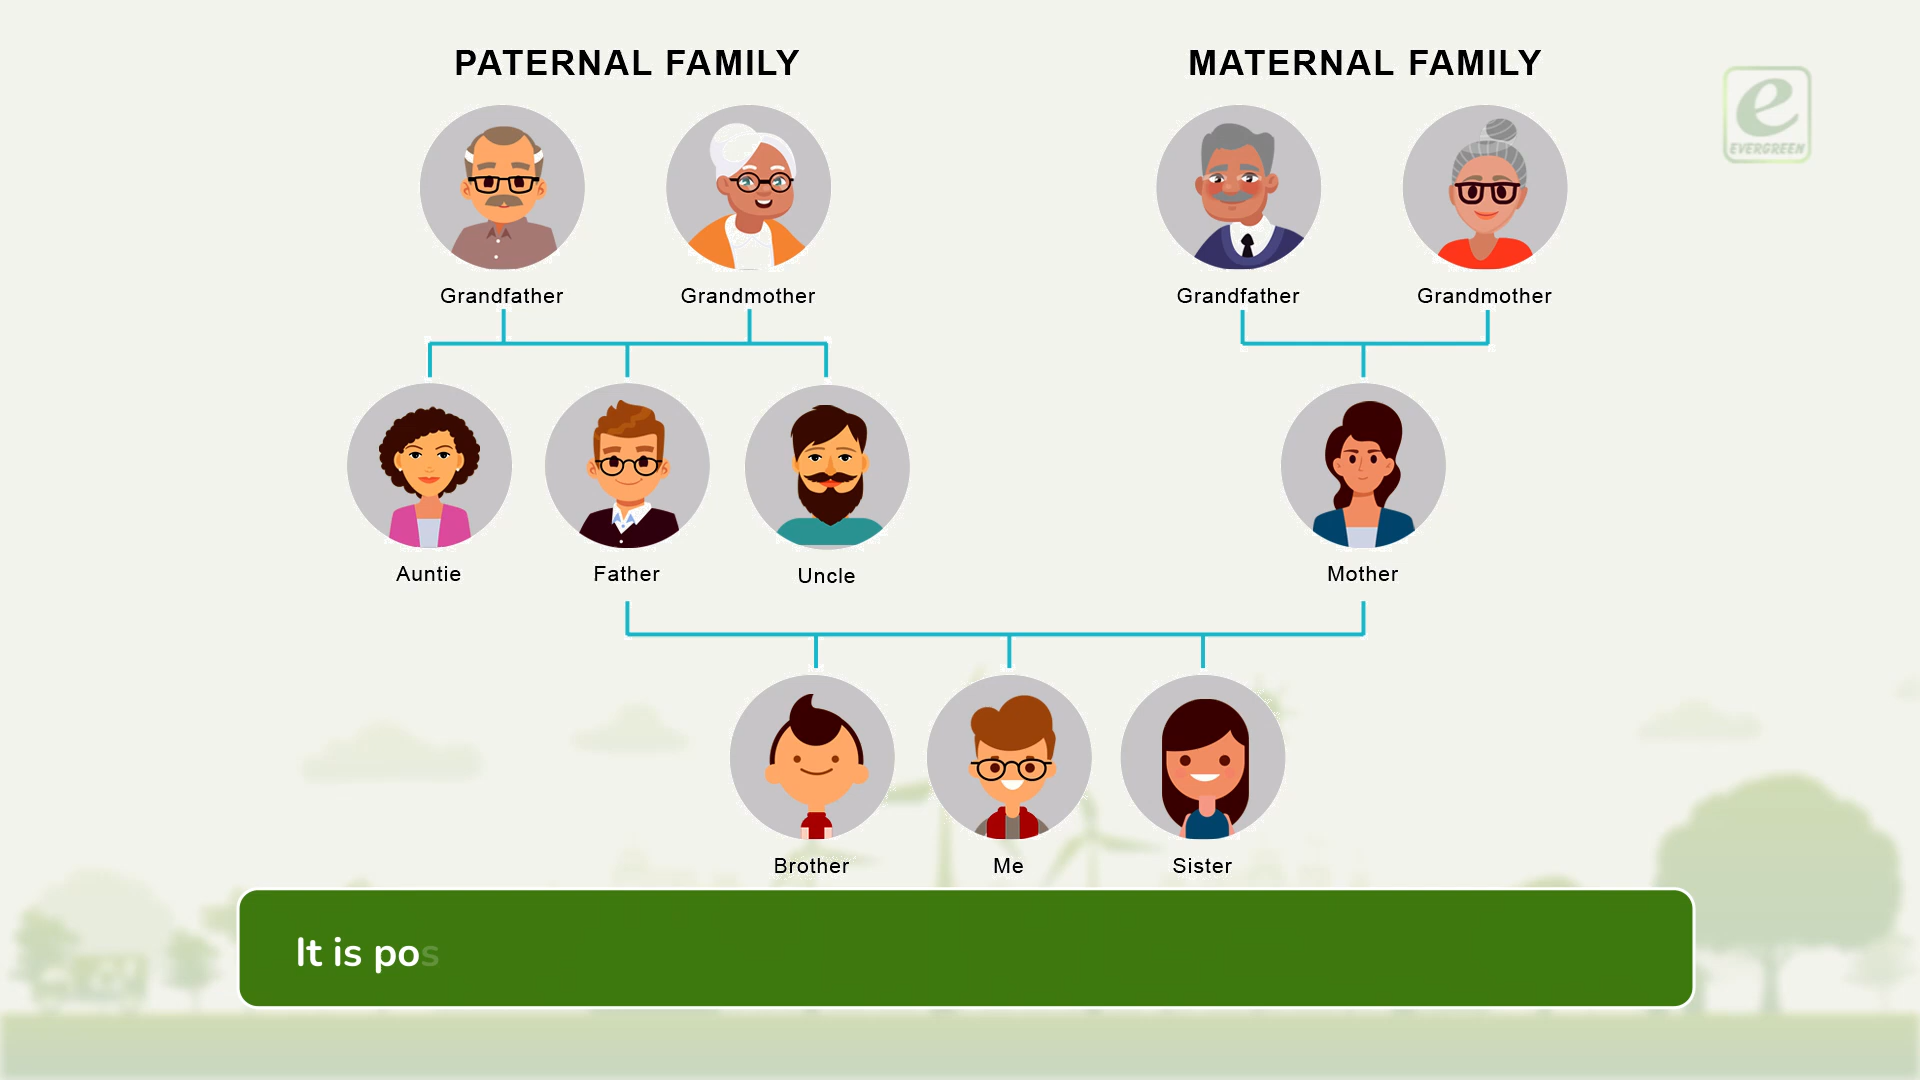 PATERNAL FAMILY
MATERNAL FAMILY
e
EVERGREEN
Grandfather
Grandmother
Grandfather
Grandmother
Auntie
Father
Uncle
Mother
Brother
Me
Sister
It is pos